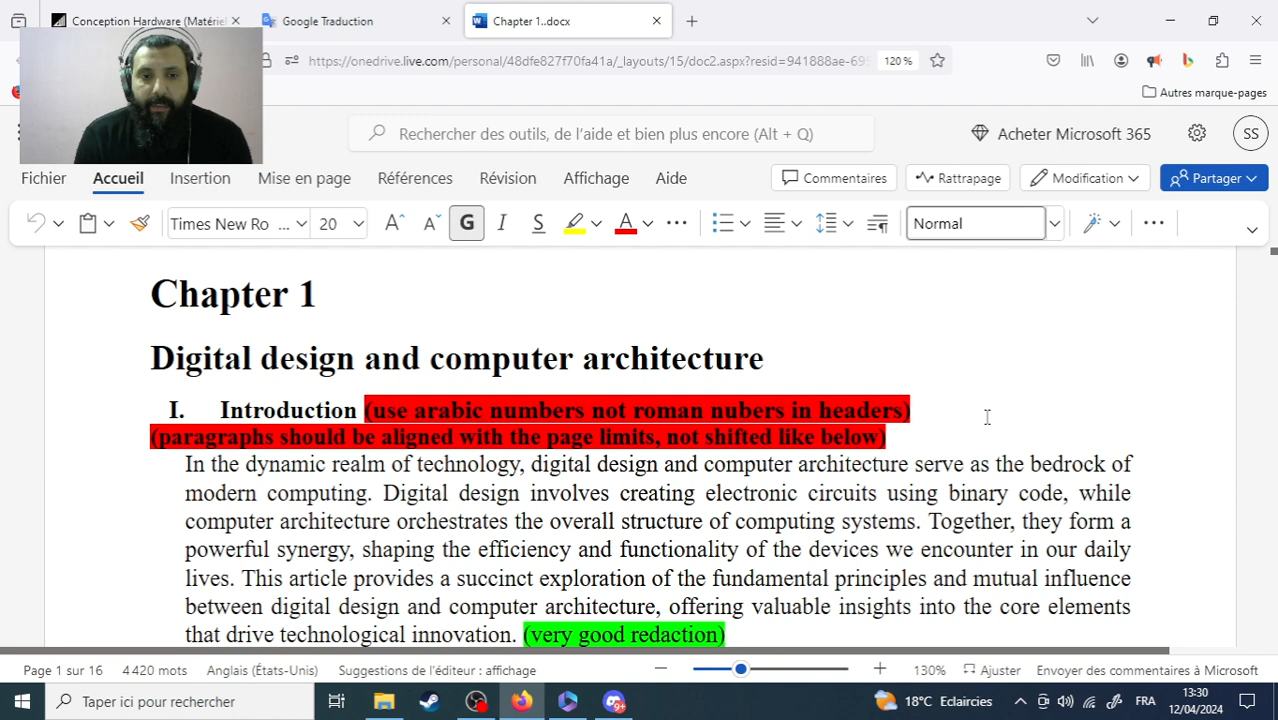 Conception Hardware (Matériel
Google Traduction
Chapter 1..docx
https://onedrive.live.com/personal/48dfe827f70fa41a/_layouts/15/doc2.aspx?resid=941888ae-695
120 %
Autres marque-pages
Rechercher des outils, de l'aide et bien plus encore (Alt + Q)
Acheter Microsoft 365
SS
Fichier
Accueil
Insertion
Mise en page
Références
Révision
Affichage
Aide
Commentaires
Rattrapage
Modification
Partager
Times New Ro ...
20
G
I
S
A
Normal
Chapter 1
Digital design and computer architecture
I. Introduction (use arabic numbers not roman nubers in headers)
(paragraphs should be aligned with the page limits, not shifted like below)
In the dynamic realm of technology, digital design and computer architecture serve as the bedrock of
modern computing. Digital design involves creating electronic circuits using binary code, while
computer architecture orchestrates the overall structure of computing systems. Together, they form a
powerful synergy, shaping the efficiency and functionality of the devices we encounter in our daily
lives. This article provides a succinct exploration of the fundamental principles and mutual influence
between digital design and computer architecture, offering valuable insights into the core elements
that drive technological innovation. (very good redaction)
Page 1 sur 16
4 420 mots
Anglais (États-Unis)
Suggestions de l'éditeur : affichage
130%
Ajuster
Envoyer des commentaires à Microsoft
Taper ici pour rechercher
9+
18°C Eclaircies
FRA
13:30
12/04/2024